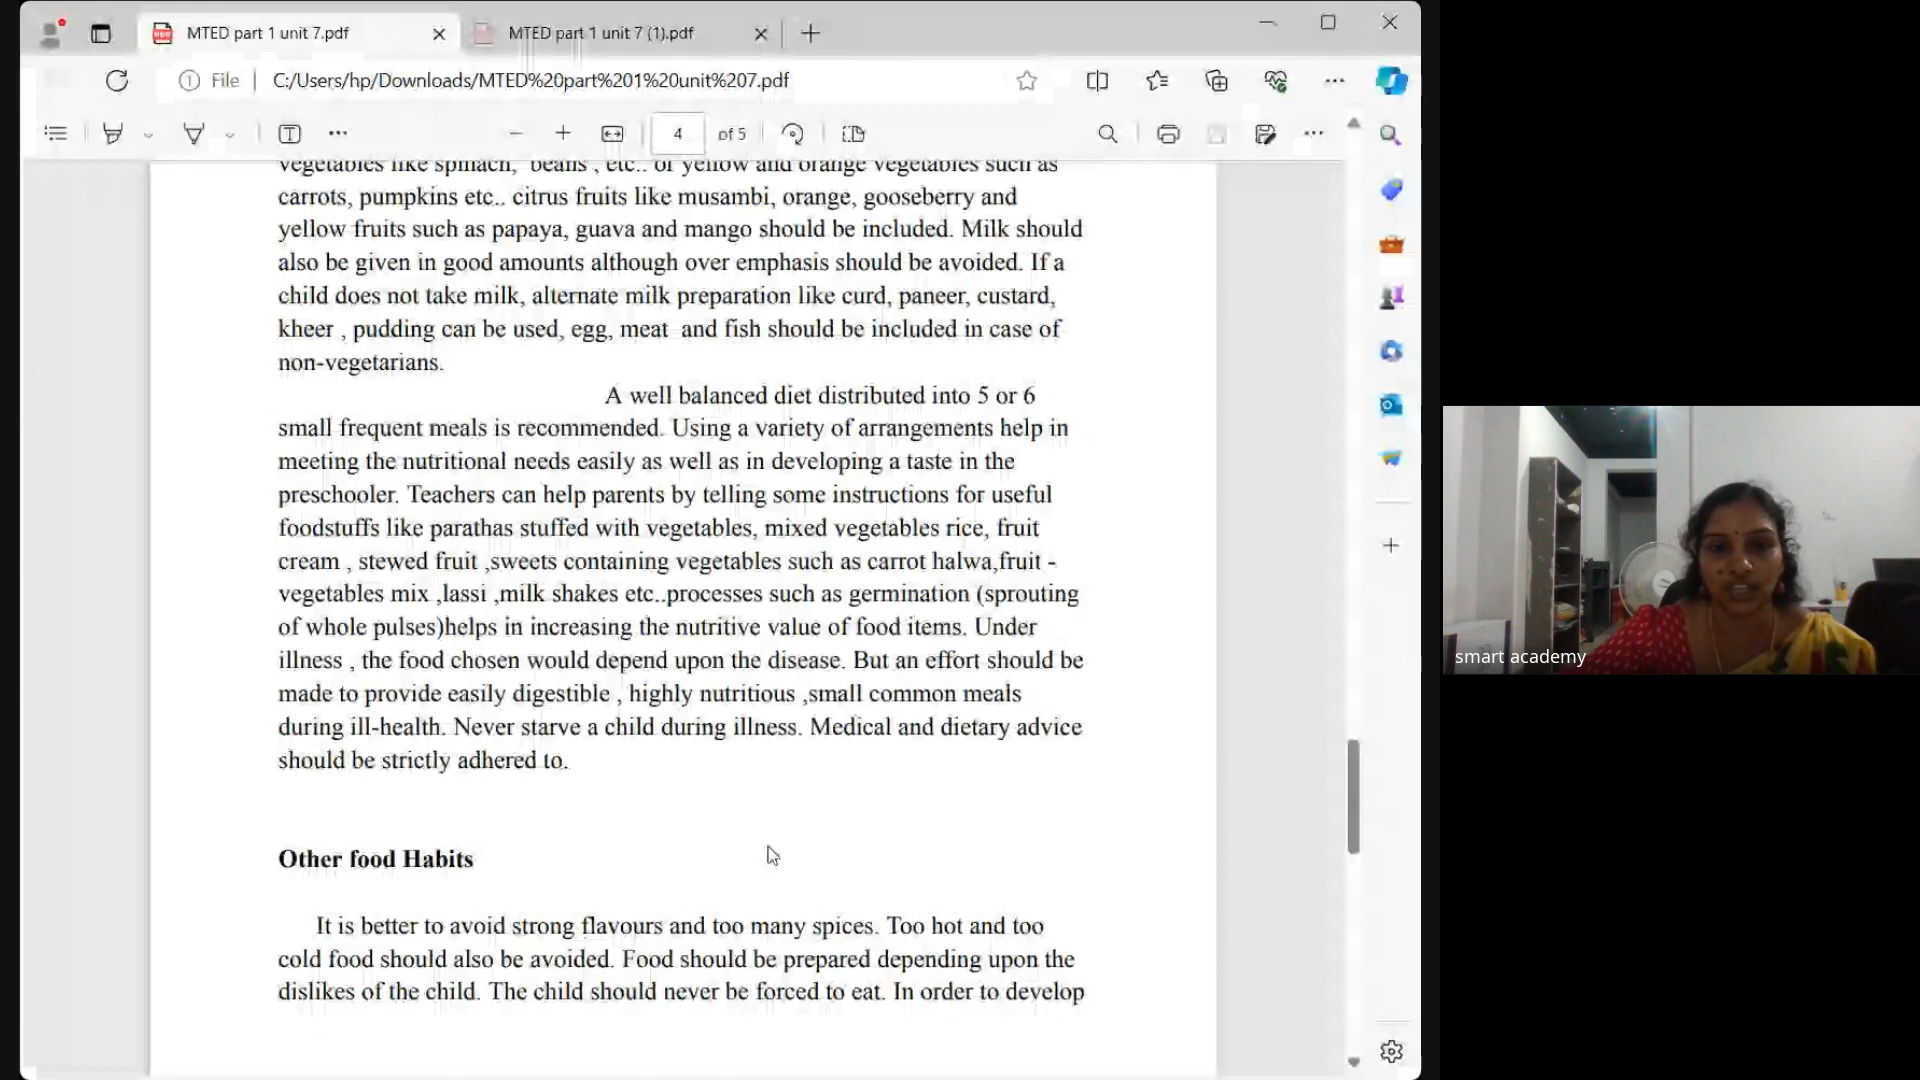 MTED part 1 unit 7.pdf
MTED part 1 unit 7 (1).pdf
File
C:/Users/hp/Downloads/MTED%20part%201%20unit%207.pdf
4 of 5
vegetables like spinach, beans , etc.. or yellow and orange vegetables such as
carrots, pumpkins etc.. citrus fruits like musambi, orange, gooseberry and
yellow fruits such as papaya, guava and mango should be included. Milk should
also be given in good amounts although over emphasis should be avoided. If a
child does not take milk, alternate milk preparation like curd, paneer, custard,
kheer , pudding can be used, egg, meat and fish should be included in case of
non-vegetarians.
A well balanced diet distributed into 5 or 6
small frequent meals is recommended. Using a variety of arrangements help in
meeting the nutritional needs easily as well as in developing a taste in the
preschooler. Teachers can help parents by telling some instructions for useful
foodstuffs like parathas stuffed with vegetables, mixed vegetables rice, fruit
cream , stewed fruit ,sweets containing vegetables such as carrot halwa,fruit -
vegetables mix ,lassi ,milk shakes etc..processes such as germination (sprouting
of whole pulses)helps in increasing the nutritive value of food items. Under
illness , the food chosen would depend upon the disease. But an effort should be
made to provide easily digestible , highly nutritious ,small common meals
during ill-health. Never starve a child during illness. Medical and dietary advice
should be strictly adhered to.
Other food Habits
It is better to avoid strong flavours and too many spices. Too hot and too
cold food should also be avoided. Food should be prepared depending upon the
dislikes of the child. The child should never be forced to eat. In order to develop
smart academy